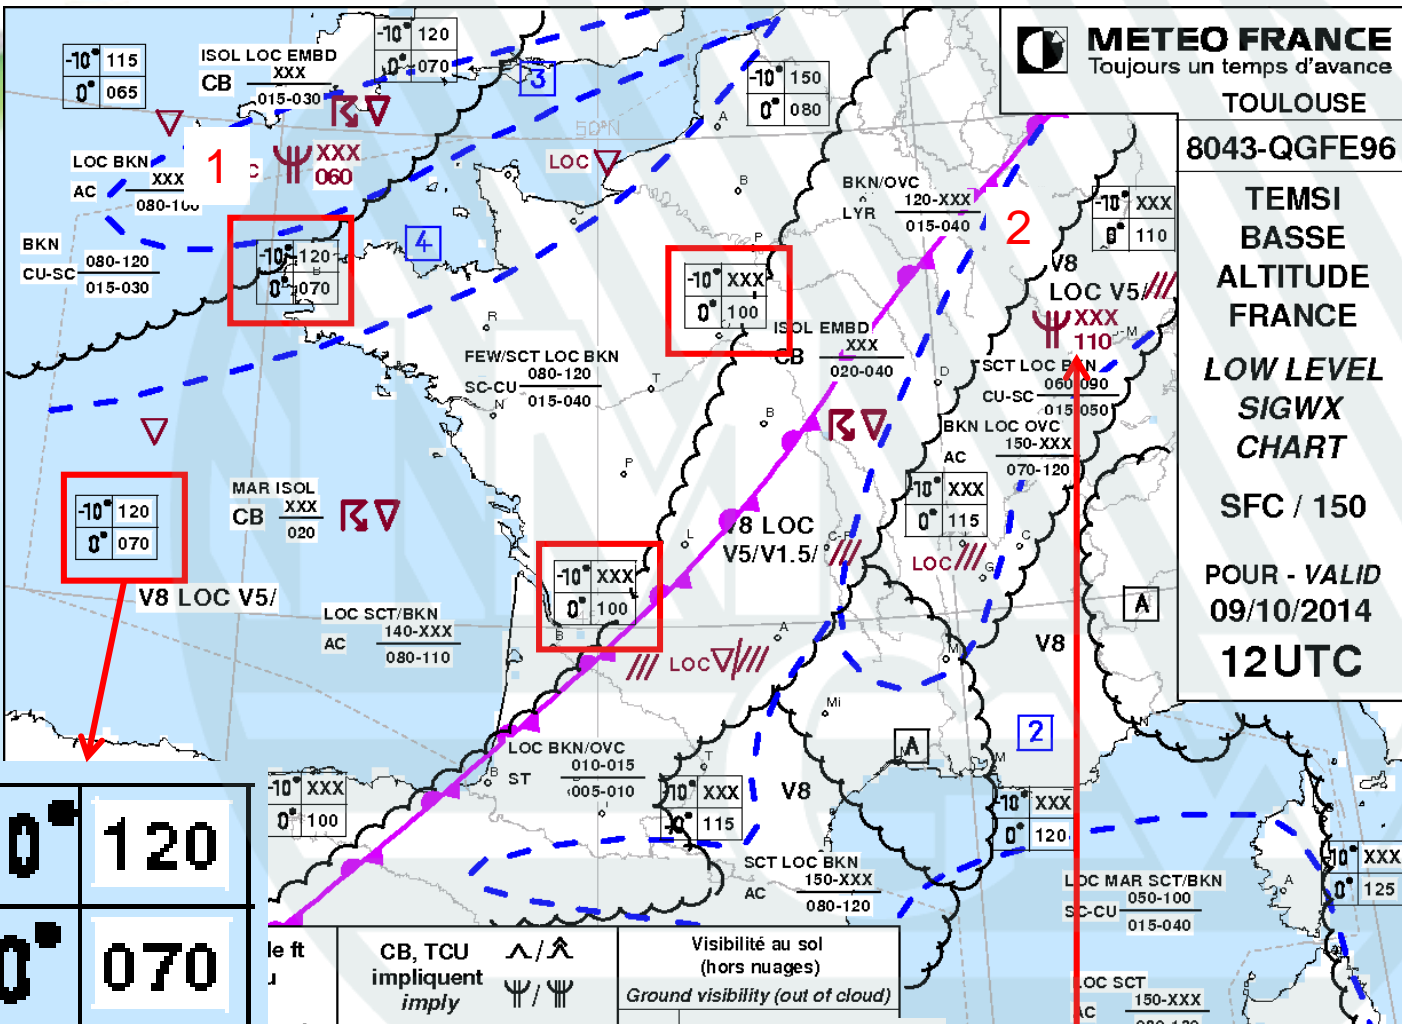 METEO FRANCE
Toujours un temps d'avance
TOULOUSE
8043-QGFE96
TEMSI
BASSE
ALTITUDE
FRANCE
LOW LEVEL
SIGWX
CHART
SFC / 150
POUR - VALID
09/10/2014
12UTC
-10° 115
0° 065
ISOL LOC EMBD
CB XXX
015-030
-10° 120
0° 070
3
-10° 150
0° 080
50°N
A
LOC BKN
AC XXX
080-100
1
XXX
060
LOC
B
BKN/OVC
LYR 120-XXX
015-040
2
-10° XXX
0° 110
BKN
CU-SC 080-120
015-030
-10° 120
0° 070
B
4
C
P
-10° XXX
0° 100
V8
LOC V5/
XXX
110
M
R
ISOL EMBD
CB XXX
020-040
FEW/SCT LOC BKN
SC-CU 080-120
015-040
T
N
D
SCT LOC BKN
CU-SC 060-090
015-050
B
BKN LOC OVC
AC 150-XXX
070-120
P
-10° 120
0° 070
MAR ISOL
CB XXX
020
-10° XXX
0° 115
V8 LOC
V5/V1.5/
L
C-F
C
LOC
G
-10° XXX
0° 100
V8 LOC V5/
A
LOC SCT/BKN
AC 140-XXX
080-110
B
A
LOC
V8
M
Mi
2
A
N
LOC BKN/OVC
ST 010-015
005-010
B
T
M
-10° XXX
0° 100
-10° XXX
0° 115
V8
-10° XXX
0° 120
0° 120
0° 070
SCT LOC BKN
AC 150-XXX
080-120
LOC MAR SCT/BKN
SC-CU 050-100
015-040
-10° XXX
0° 125
A
LOC SCT
AC 150-XXX
le ft
CB, TCU
impliquent
imply
Visibilité au sol
(hors nuages)
Ground visibility (out of cloud)